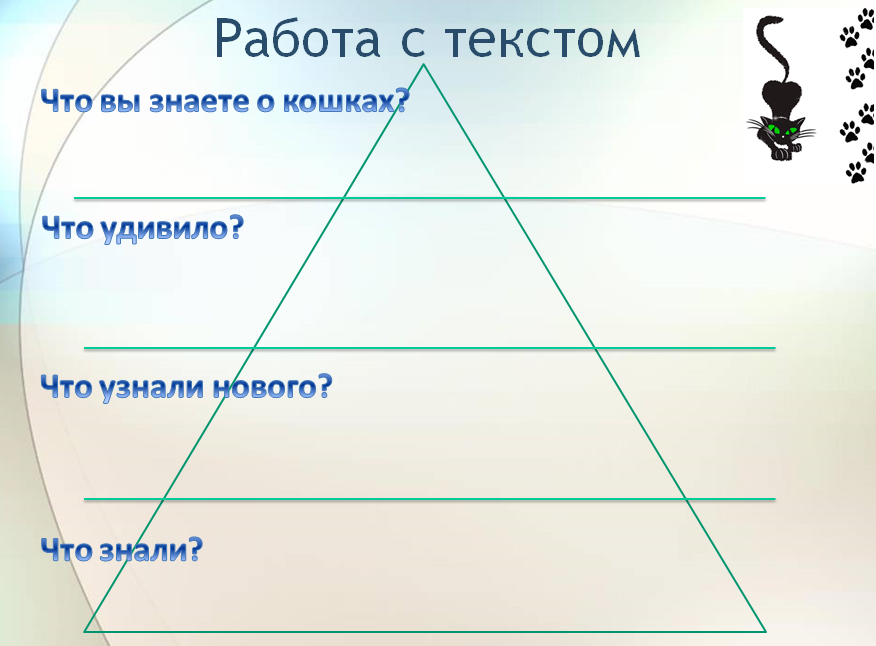 Работа с текстом
Что вы знаете о кошках?
Что удивило?
Что узнали нового?
Что знали?